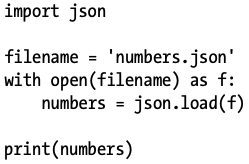 import json

filename = 'numbers.json'
with open(filename) as f:
    numbers = json.load(f)

print(numbers)